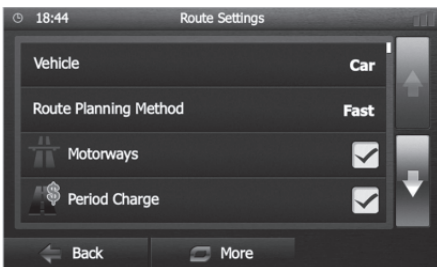 18:44 Route Settings
Vehicle Car
Route Planning Method Fast
Motorways
Period Charge
Back More